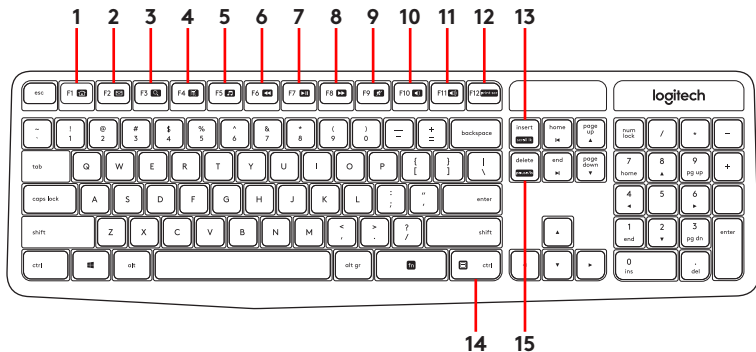 1 2 3 4 5 6 7 8 9 10 11 12 13
esc F1 F2 F3 F4 F5 F6 F7 F8 F9 F10 F11 F12
logitech
~ ! @ # $ % ^ & * ( ) — +
1 2 3 4 5 6 7 8 9 0 = backspace
insert home page up
num lock / * -
tab Q W E R T Y U I O P { [ } ] | \
delete end page down
7 home 8 9 pg up +
caps lock A S D F G H J K L : ; " ' enter
4 5 6
shift Z X C V B N M < , > . ? / shift
1 end 2 3 pg dn enter
ctrl alt alt gr fn ctrl
0 ins . del
14 15